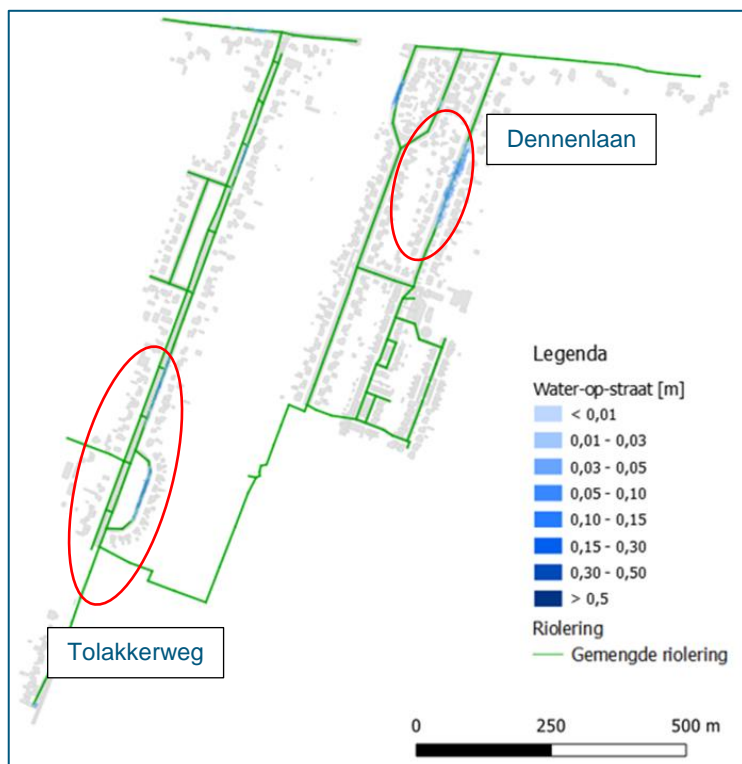 Dennenlaan
Legenda
Water-op-straat [m]
< 0,01
0,01 - 0,03
0,03 - 0,05
0,05 - 0,10
0,10 - 0,15
0,15 - 0,30
0,30 - 0,50
> 0,5
Riolering
Gemengde riolering
Tolakkerweg
0 250 500 m